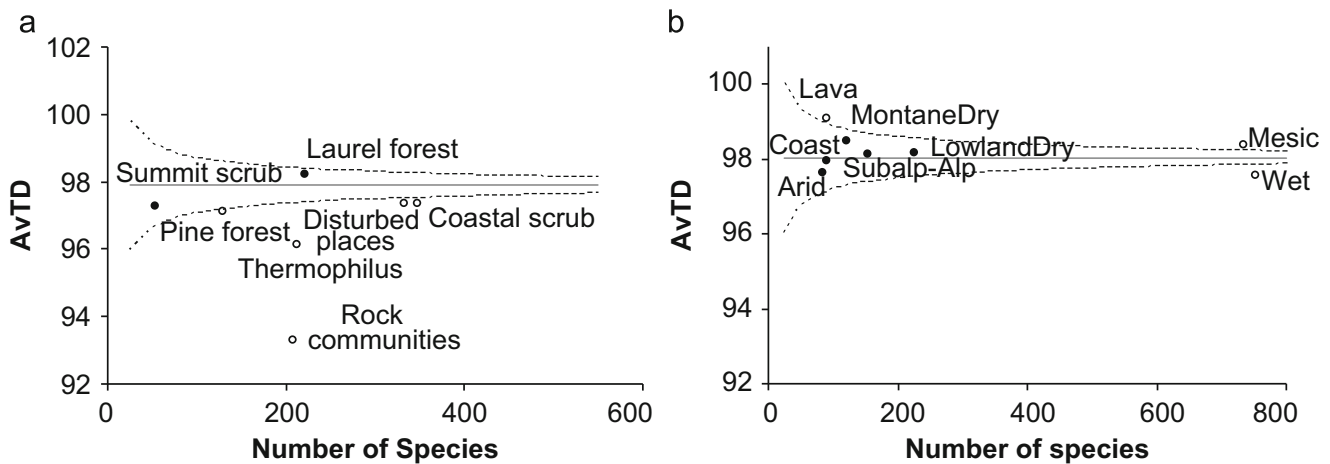 a
102
100
98
96
94
92
AvTD
Laurel forest
Summit scrub
Pine forest
Disturbed
places
Coastal scrub
Thermophilus
Rock
communities
0
200
400
600
Number of Species
b
100
98
96
94
92
AvTD
Lava
MontaneDry
Coast
LowlandDry
Subalp-Alp
Arid
Mesic
Wet
0
200
400
600
800
Number of species